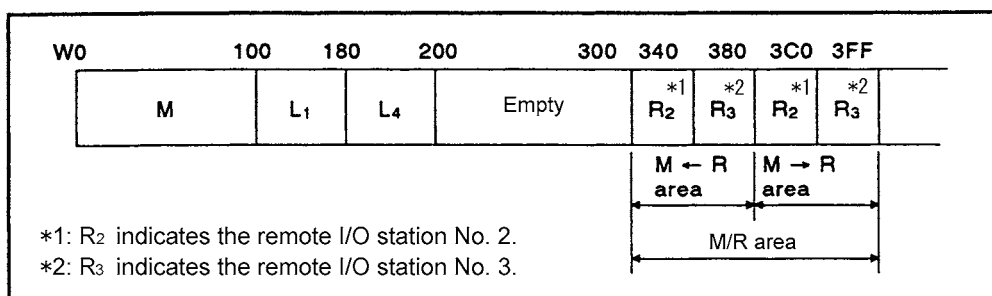 W0 100 180 200 300 340 380 3C0 3FF
M L1 L4 Empty R2 *1 R3 *2 R2 *1 R3 *2
M ← R M → R
area area
M/R area
*1: R2 indicates the remote I/O station No. 2.
*2: R3 indicates the remote I/O station No. 3.